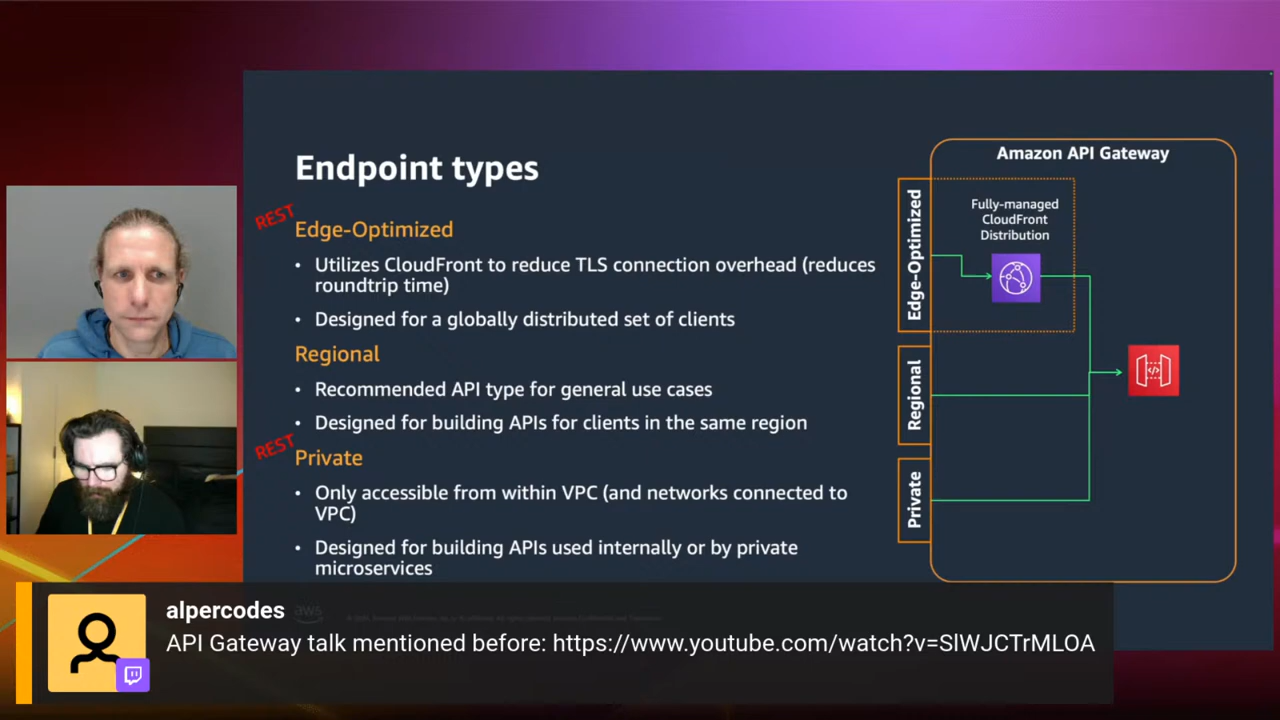 Endpoint types
REST
Edge-Optimized
• Utilizes CloudFront to reduce TLS connection overhead (reduces
roundtrip time)
• Designed for a globally distributed set of clients
Regional
• Recommended API type for general use cases
• Designed for building APIs for clients in the same region
REST
Private
• Only accessible from within VPC (and networks connected to
VPC)
• Designed for building APIs used internally or by private
microservices
Amazon API Gateway
Edge-Optimized
Fully-managed
CloudFront
Distribution
Regional
Private
aws
alpercodes
API Gateway talk mentioned before: https://www.youtube.com/watch?v=SlWJCTrMLOA